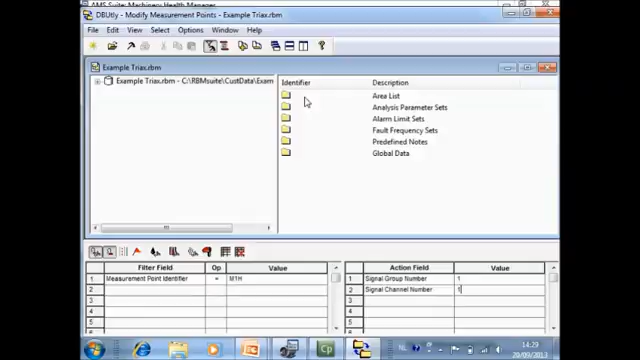 AMS Suite: Machinery Health Manager
DBUtly - Modify Measurement Points - Example Triax.rbm
File Edit Select Options Window Help
Example Triax.rbm
Example Triax.rbm - C:\RBMsuite\CustData\Exam
Identifier Description
Area List
Analysis Parameter Sets
Alarm Limit Sets
Fault Frequency Sets
Predefined Notes
Global Data
Filter Field Op Value
1 Measurement Point Identifier = M1H
2
3
4
5
6
Action Field Value
1 Signal Group Number 1
2 Signal Channel Number 1
3
4
5
NL
14:29
20/09/2013